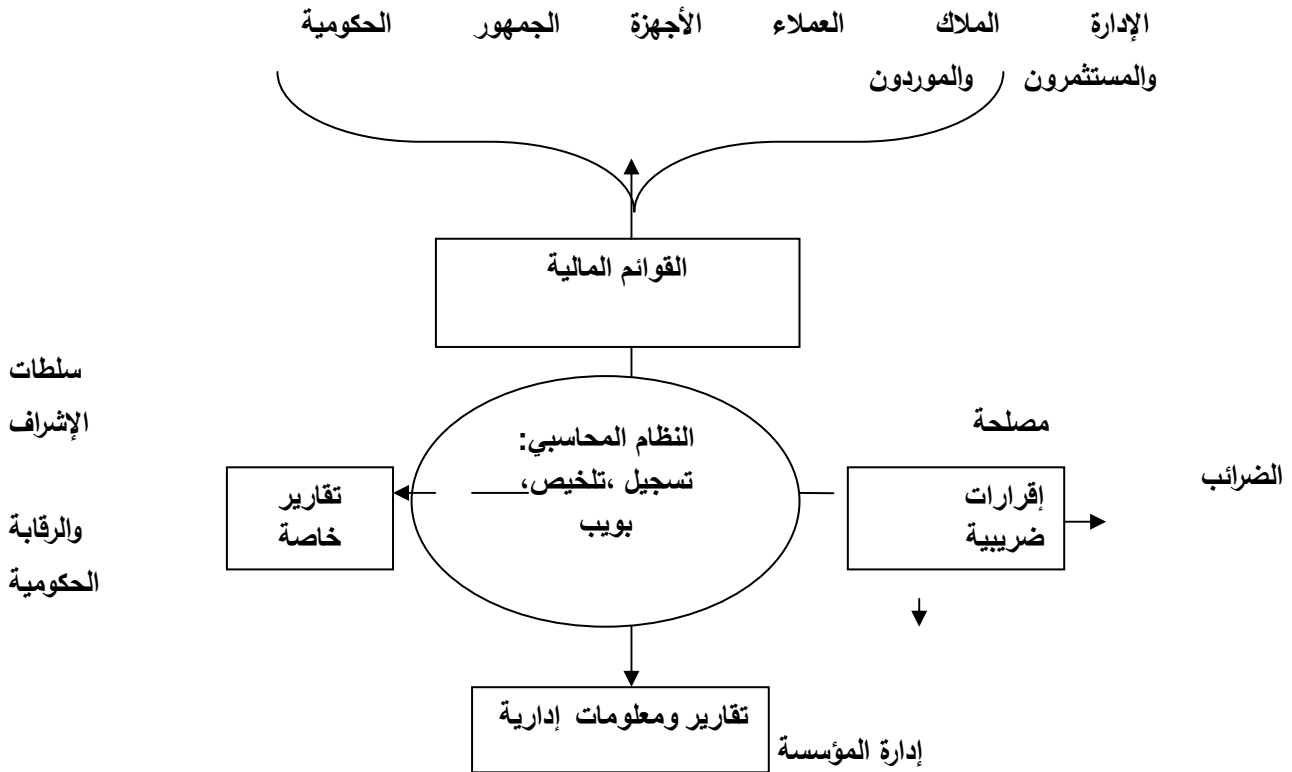 الإدارة الملاك العملاء الأجهزة الجمهور الحكومية
والمستثمرون والموردون
القوائم المالية
سلطات
الإشراف
والرقابة
الحكومية
تقارير
خاصة
النظام المحاسبي:
تسجيل ،تلخيص،
بويب
مصلحة
الضرائب
إقرارات
ضريبية
تقارير ومعلومات إدارية
إدارة المؤسسة